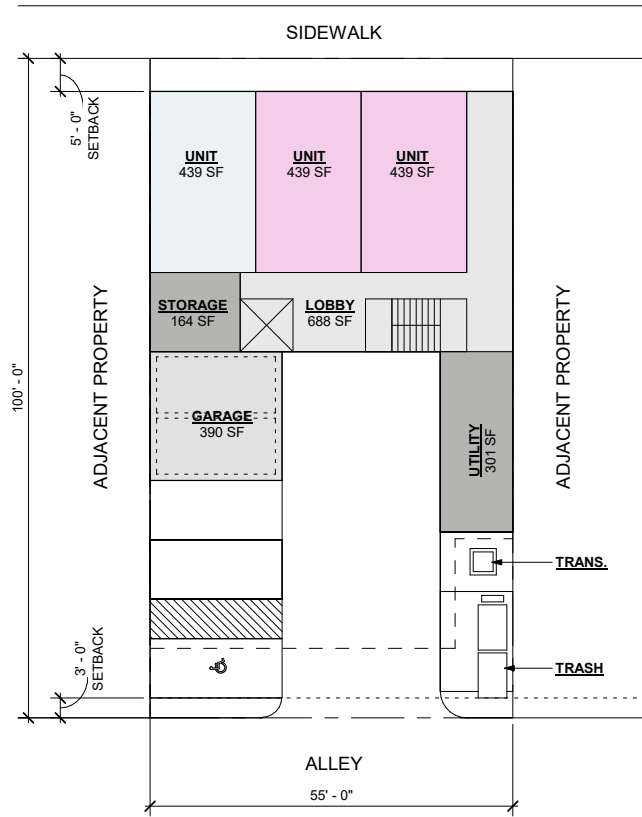 SIDEWALK
5' - 0"
SETBACK
UNIT
439 SF
UNIT
439 SF
UNIT
439 SF
STORAGE
164 SF
LOBBY
688 SF
ADJACENT PROPERTY
ADJACENT PROPERTY
100' - 0"
GARAGE
390 SF
UTILITY
301 SF
TRANS.
TRASH
3' - 0"
SETBACK
ALLEY
55' - 0"